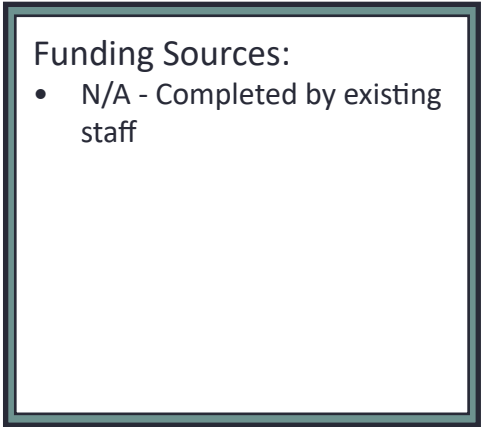 Funding Sources:
• N/A - Completed by existing
staff